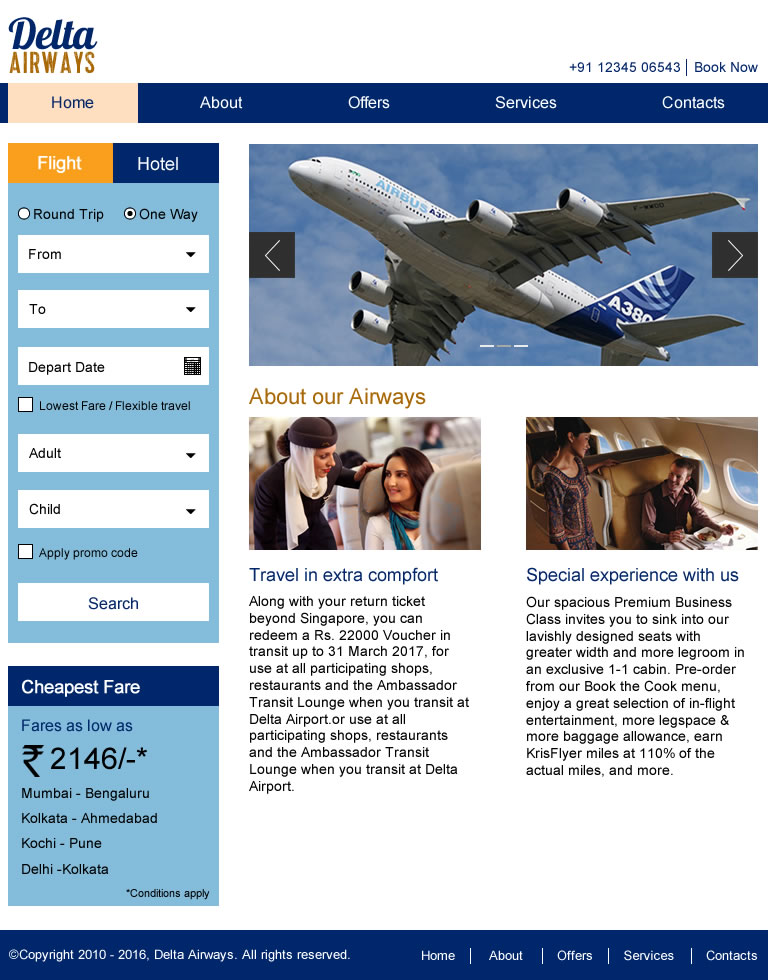 Delta
AIRWAYS
+91 12345 06543 | Book Now
Home About Offers Services Contacts
Flight Hotel
Round Trip One Way
From
To
Depart Date
Lowest Fare / Flexible travel
Adult
Child
Apply promo code
Search
Cheapest Fare
Fares as low as
₹ 2146/-*
Mumbai - Bengaluru
Kolkata - Ahmedabad
Kochi - Pune
Delhi -Kolkata
*Conditions apply
AIRBUS
A380
F-WWDD
A380
About our Airways
Travel in extra compfort
Along with your return ticket
beyond Singapore, you can
redeem a Rs. 22000 Voucher in
transit up to 31 March 2017, for
use at all participating shops,
restaurants and the Ambassador
Transit Lounge when you transit at
Delta Airport.or use at all
participating shops, restaurants
and the Ambassador Transit
Lounge when you transit at Delta
Airport.
Special experience with us
Our spacious Premium Business
Class invites you to sink into our
lavishly designed seats with
greater width and more legroom in
an exclusive 1-1 cabin. Pre-order
from our Book the Cook menu,
enjoy a great selection of in-flight
entertainment, more legspace &
more baggage allowance, earn
KrisFlyer miles at 110% of the
actual miles, and more.
©Copyright 2010 - 2016, Delta Airways. All rights reserved.
Home | About | Offers | Services | Contacts